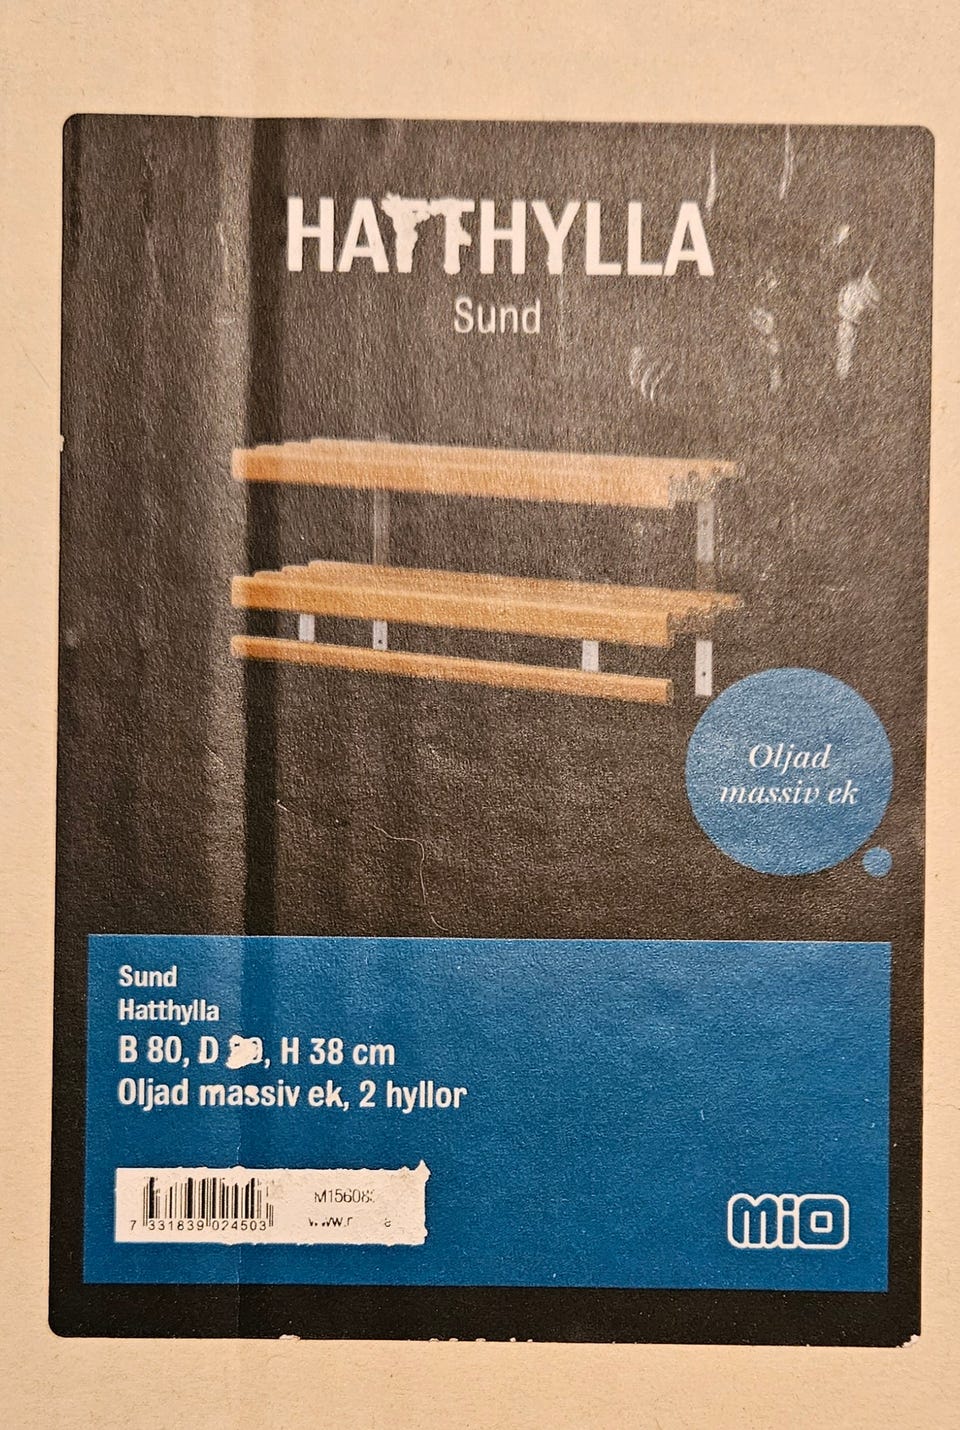 HATTHYLLA
Sund
Oljad
massiv ek
Sund
Hatthylla
B 80, D , H 38 cm
Oljad massiv ek, 2 hyllor
7 331839 024503
mio